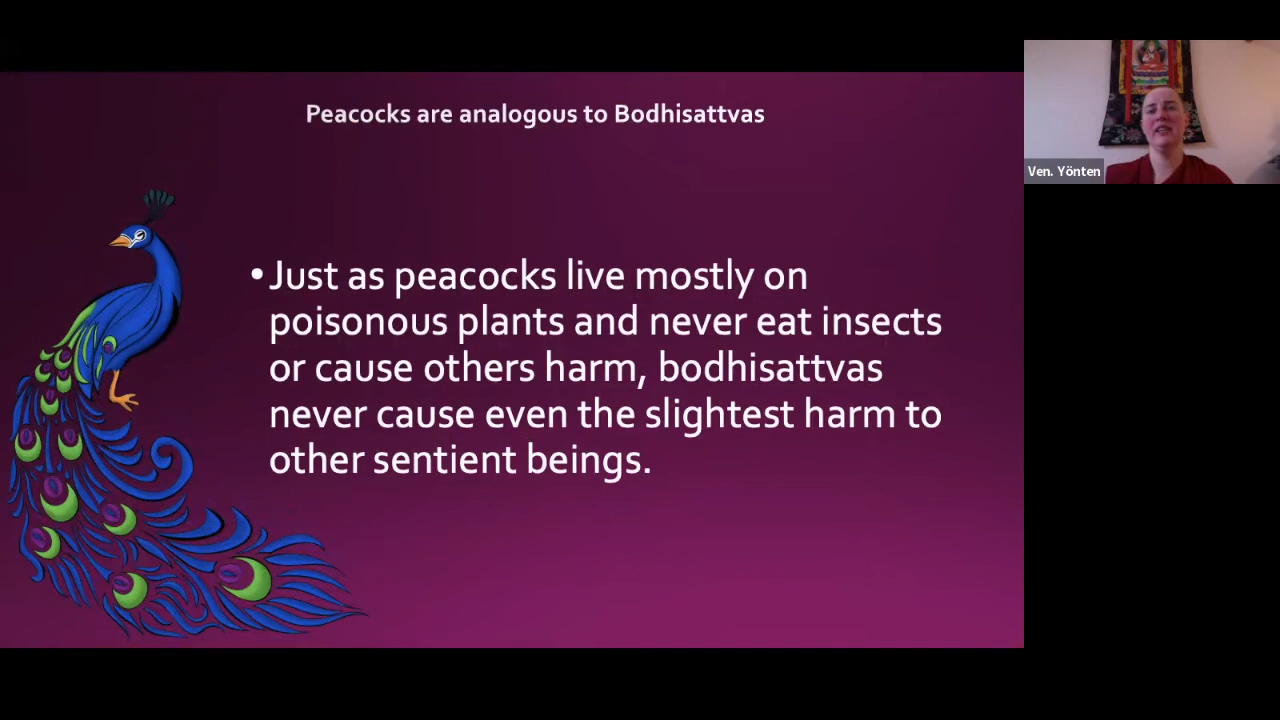 Peacocks are analogous to Bodhisattvas
•Just as peacocks live mostly on
poisonous plants and never eat insects
or cause others harm, bodhisattvas
never cause even the slightest harm to
other sentient beings.
Ven. Yönten